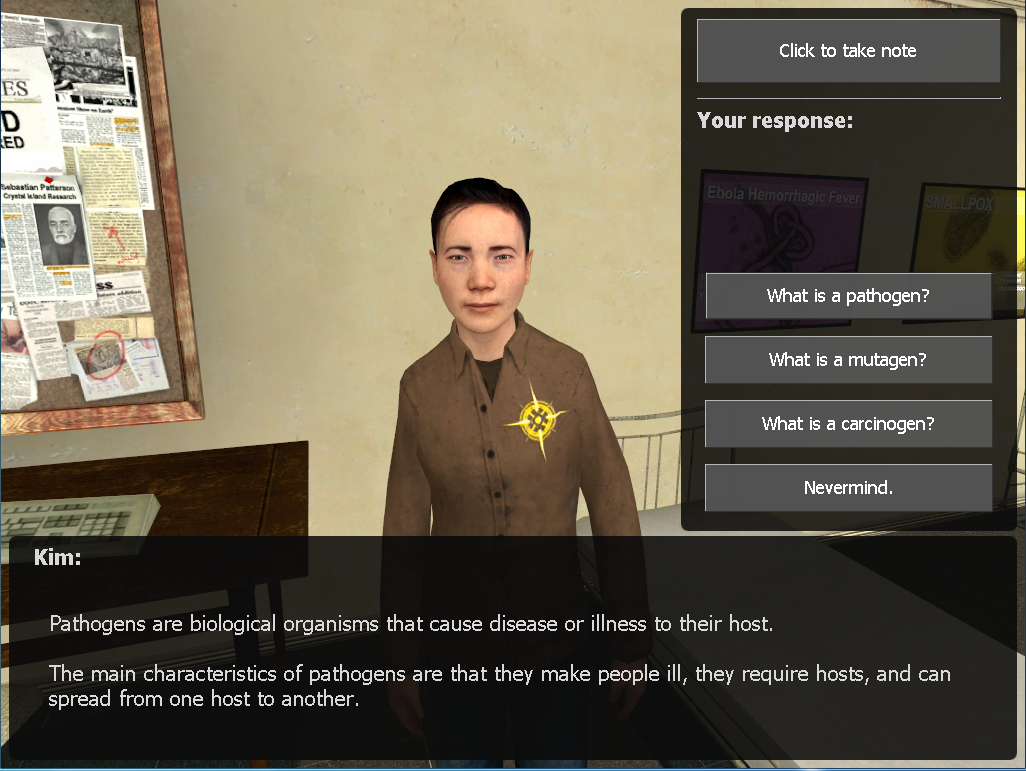 ES
D
RED
Sebastian Pattarson
Crystal Island Research
Click to take note
Your response:
Ebola Hemorrhagic Fever
SMALLPOX
What is a pathogen?
What is a mutagen?
What is a carcinogen?
Nevermind.
Kim:
Pathogens are biological organisms that cause disease or illness to their host.
The main characteristics of pathogens are that they make people ill, they require hosts, and can
spread from one host to another.